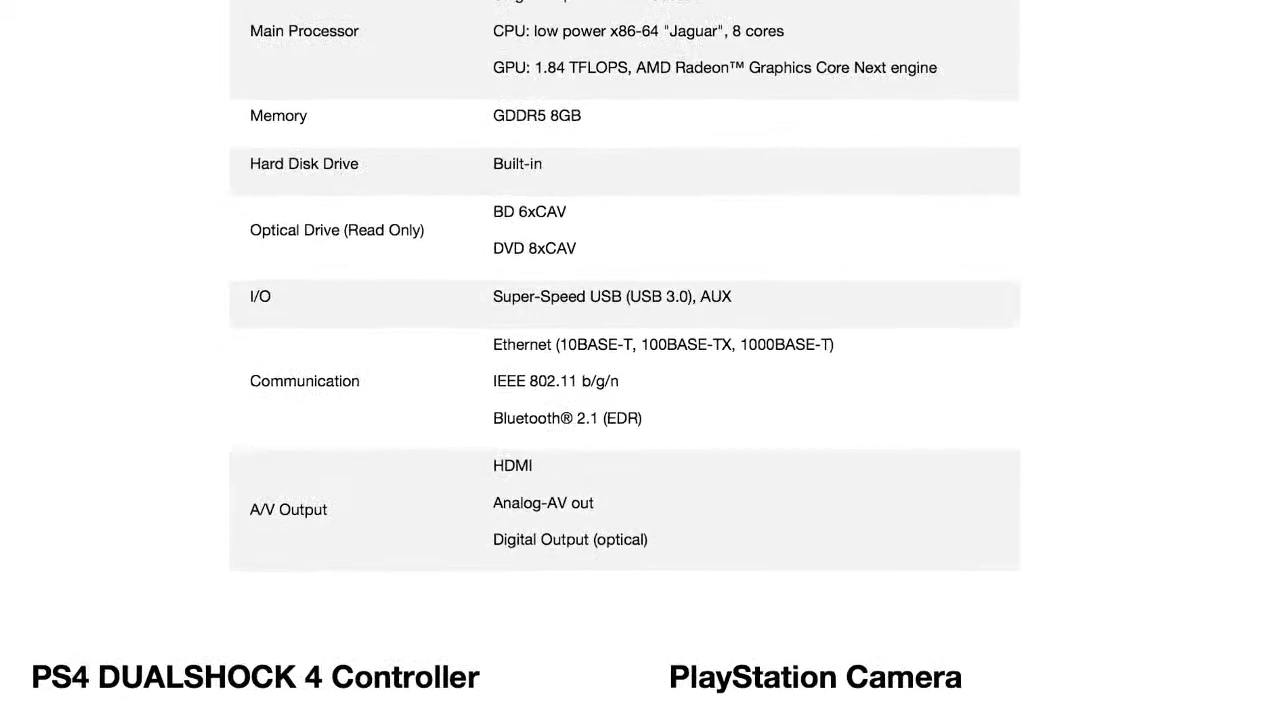 Main Processor
CPU: low power x86-64 "Jaguar", 8 cores
GPU: 1.84 TFLOPS, AMD Radeon™ Graphics Core Next engine
Memory
GDDR5 8GB
Hard Disk Drive
Built-in
Optical Drive (Read Only)
BD 6xCAV
DVD 8xCAV
I/O
Super-Speed USB (USB 3.0), AUX
Communication
Ethernet (10BASE-T, 100BASE-TX, 1000BASE-T)
IEEE 802.11 b/g/n
Bluetooth® 2.1 (EDR)
A/V Output
HDMI
Analog-AV out
Digital Output (optical)
PS4 DUALSHOCK 4 Controller
PlayStation Camera